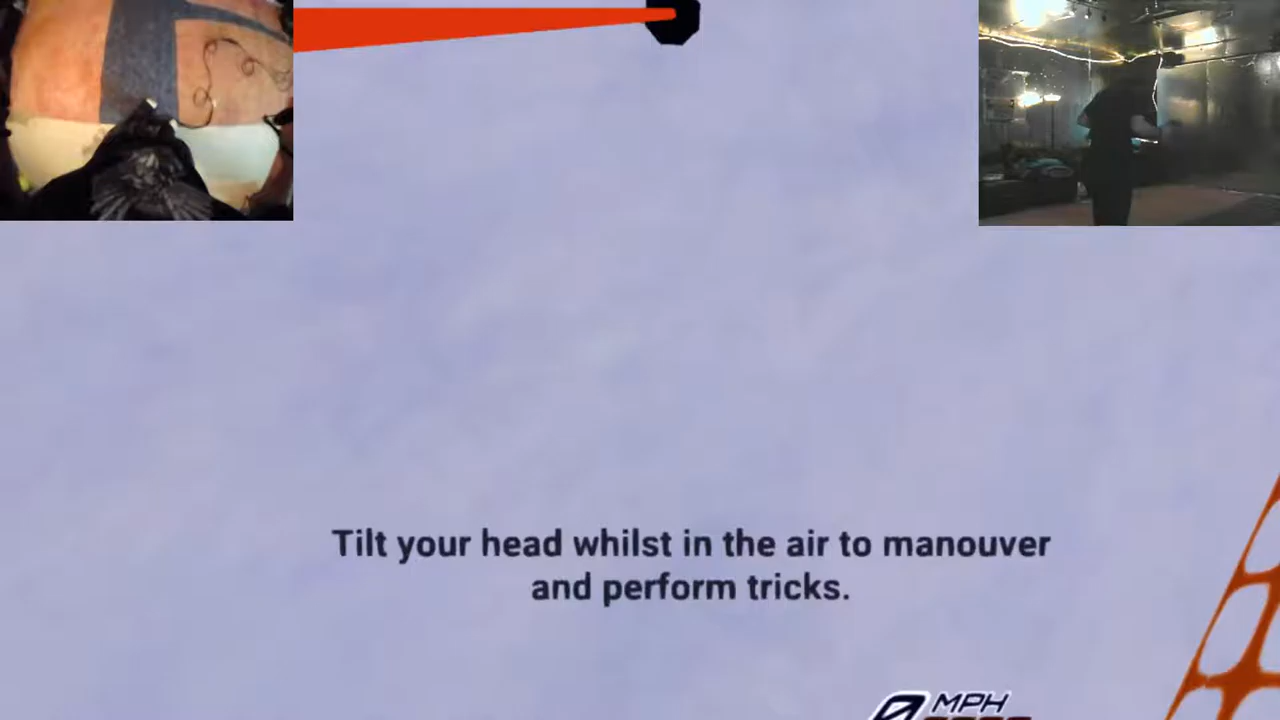 Tilt your head whilst in the air to manouver
and perform tricks.
MPH